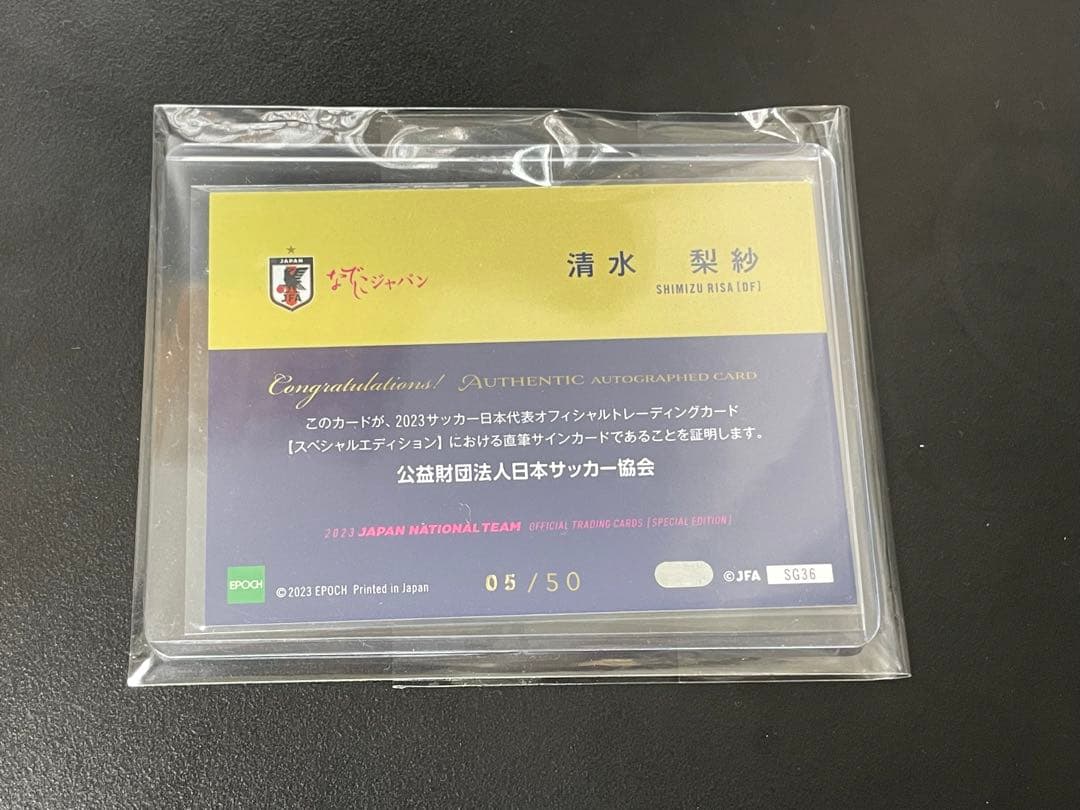 JAPAN
JFA
なでしこジャパン
清水 梨紗
SHIMIZU RISA [DF]
Congratulations! AUTHENTIC AUTOGRAPHED CARD
このカードが、2023サッカー日本代表オフィシャルトレーディングカード
【スペシャルエディション】における直筆サインカードであることを証明します。
公益財団法人日本サッカー協会
2023 JAPAN NATIONAL TEAM OFFICIAL TRADING CARDS [SPECIAL EDITION]
EPOCH ©2023 EPOCH Printed in Japan 05/50 ©JFA SG36